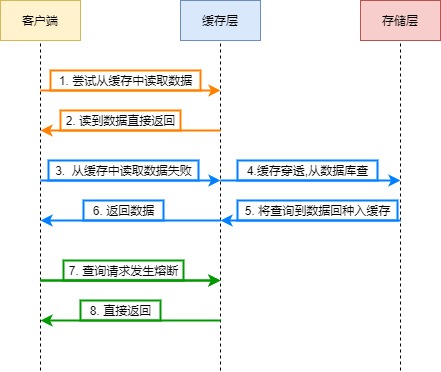 客户端
缓存层
存储层
1. 尝试从缓存中读取数据
2. 读到数据直接返回
3. 从缓存中读取数据失败
4.缓存穿透,从数据库查
6. 返回数据
5. 将查询到数据回种入缓存
7. 查询请求发生熔断
8. 直接返回